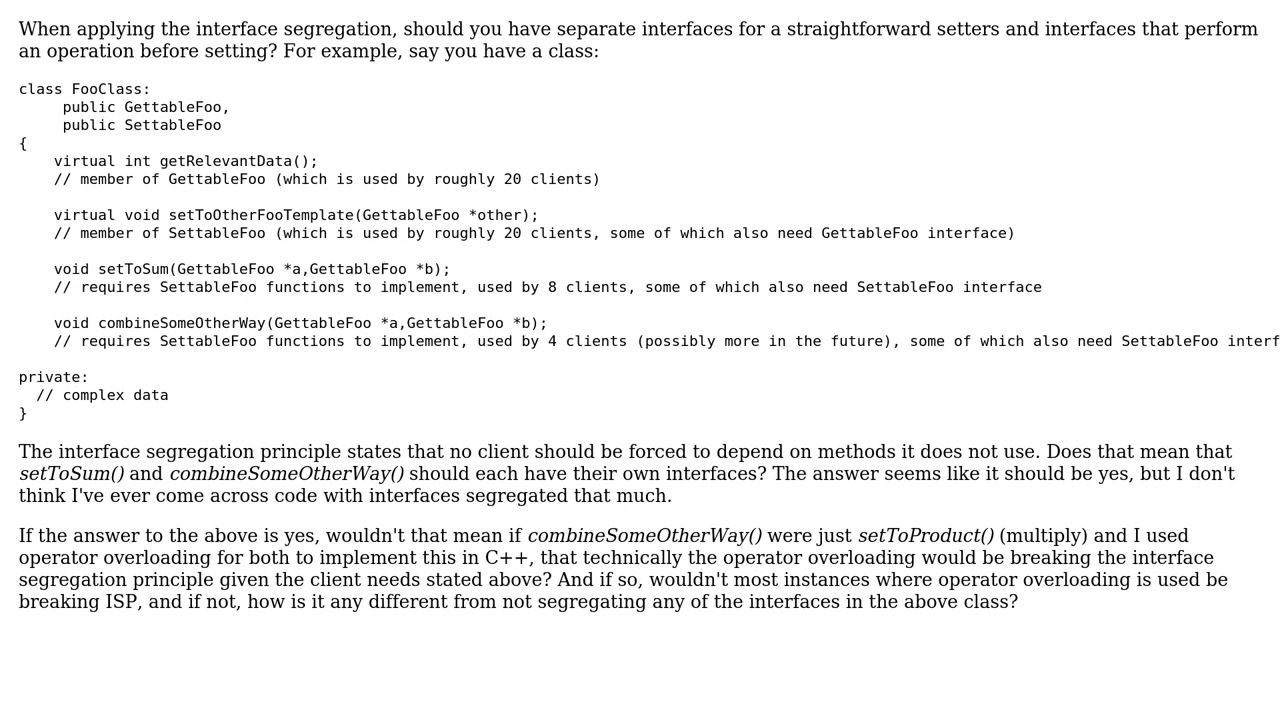 When applying the interface segregation, should you have separate interfaces for a straightforward setters and interfaces that perform
an operation before setting? For example, say you have a class:
class FooClass:
     public GettableFoo,
     public SettableFoo
{
    virtual int getRelevantData();
    // member of GettableFoo (which is used by roughly 20 clients)
    virtual void setToOtherFooTemplate(GettableFoo *other);
    // member of SettableFoo (which is used by roughly 20 clients, some of which also need GettableFoo interface)
    void setToSum(GettableFoo *a,GettableFoo *b);
    // requires SettableFoo functions to implement, used by 8 clients, some of which also need SettableFoo interface
    void combineSomeOtherWay(GettableFoo *a,GettableFoo *b);
    // requires SettableFoo functions to implement, used by 4 clients (possibly more in the future), some of which also need SettableFoo interf
private:
  // complex data
}
The interface segregation principle states that no client should be forced to depend on methods it does not use. Does that mean that
setToSum() and combineSomeOtherWay() should each have their own interfaces? The answer seems like it should be yes, but I don't
think I've ever come across code with interfaces segregated that much.
If the answer to the above is yes, wouldn't that mean if combineSomeOtherWay() were just setToProduct() (multiply) and I used
operator overloading for both to implement this in C++, that technically the operator overloading would be breaking the interface
segregation principle given the client needs stated above? And if so, wouldn't most instances where operator overloading is used be
breaking ISP, and if not, how is it any different from not segregating any of the interfaces in the above class?